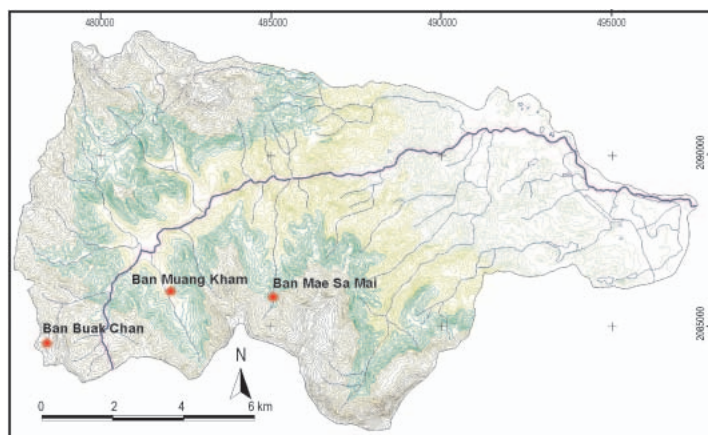 480000 485000 490000 495000
2090000
Ban Muang Kham Ban Mae Sa Mai
Ban Buak Chan
2085000
N
0 2 4 6 km